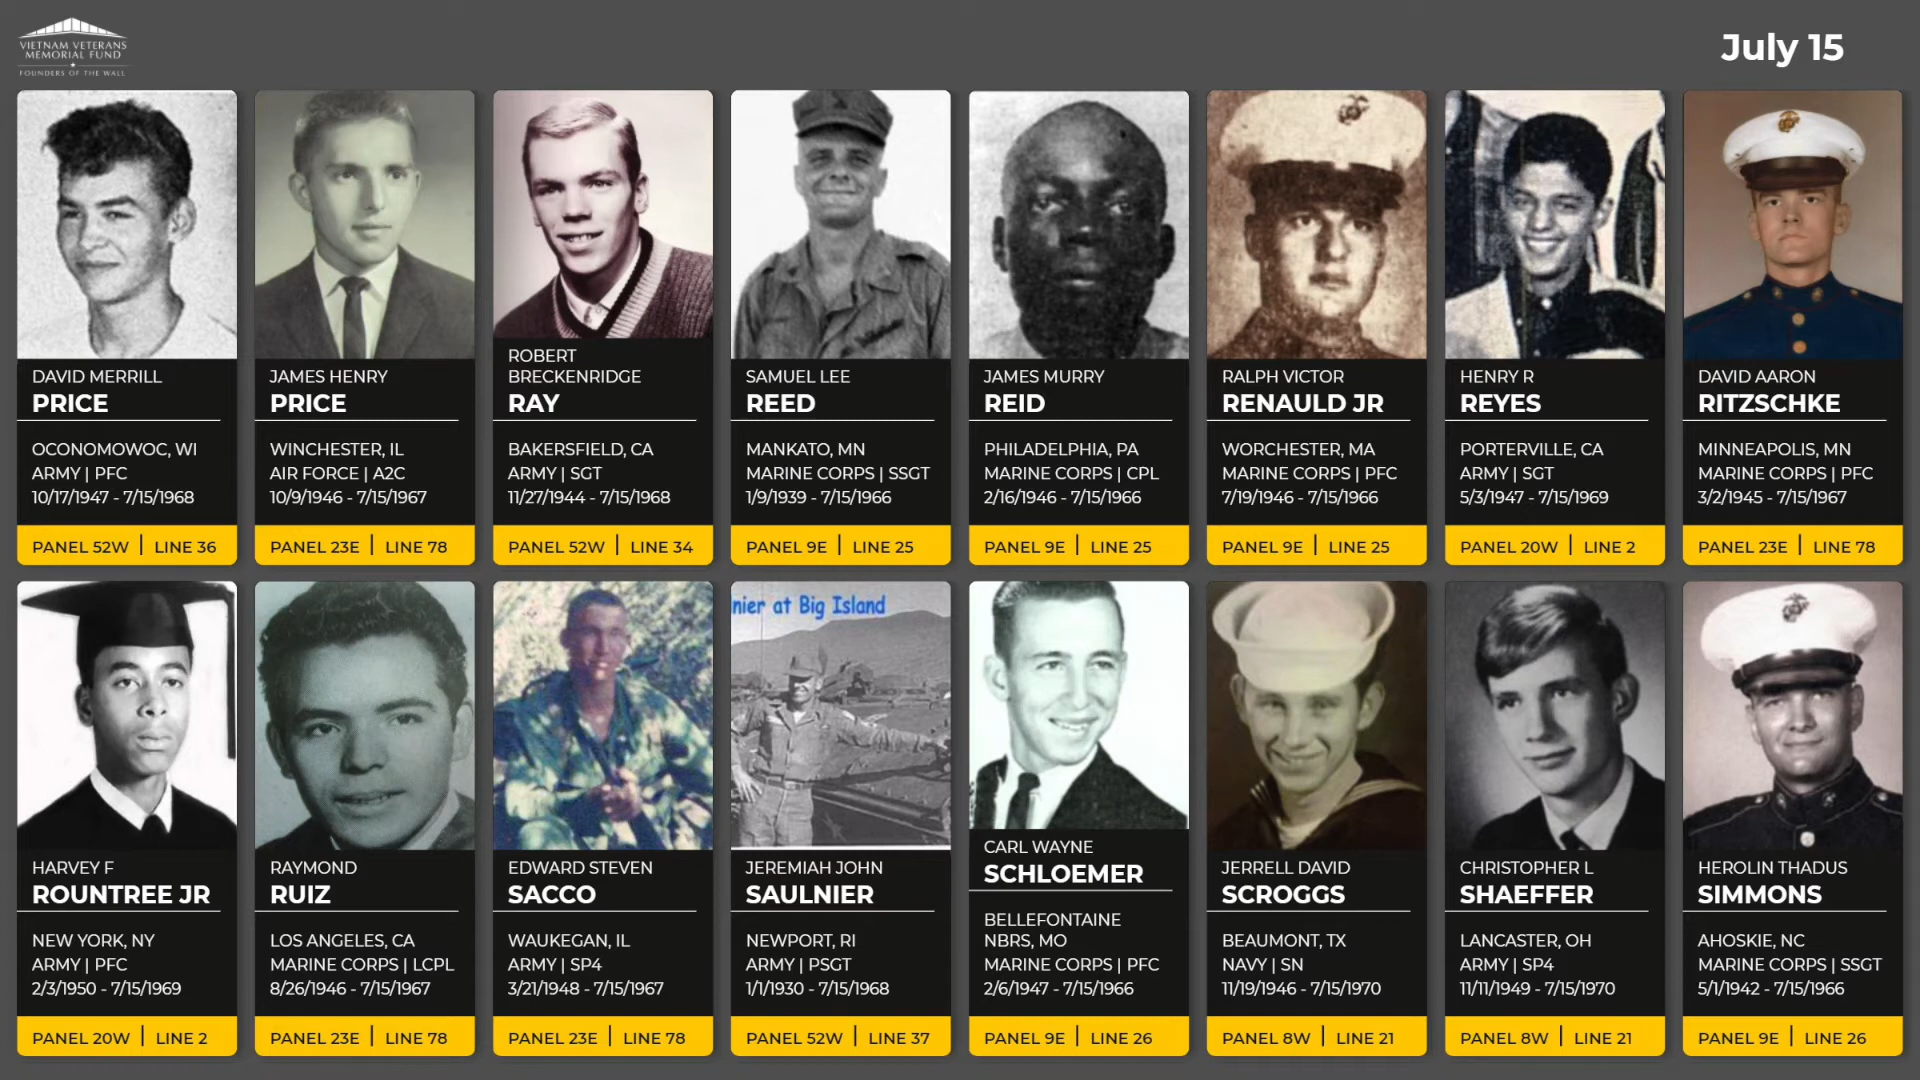 VIETNAM VETERANS
MEMORIAL FUND
FOUNDERS OF THE WALL
July 15
DAVID MERRILL
PRICE
OCONOMOWOC, WI
ARMY | PFC
10/17/1947 - 7/15/1968
PANEL 52W | LINE 36
JAMES HENRY
PRICE
WINCHESTER, IL
AIR FORCE | A2C
10/9/1946 - 7/15/1967
PANEL 23E | LINE 78
ROBERT
BRECKENRIDGE
RAY
BAKERSFIELD, CA
ARMY | SGT
11/27/1944 - 7/15/1968
PANEL 52W | LINE 34
SAMUEL LEE
REED
MANKATO, MN
MARINE CORPS | SSGT
1/9/1939 - 7/15/1966
PANEL 9E | LINE 25
JAMES MURRY
REID
PHILADELPHIA, PA
MARINE CORPS | CPL
2/16/1946 - 7/15/1966
PANEL 9E | LINE 25
RALPH VICTOR
RENAULD JR
WORCHESTER, MA
MARINE CORPS | PFC
7/19/1946 - 7/15/1966
PANEL 9E | LINE 25
HENRY R
REYES
PORTERVILLE, CA
ARMY | SGT
5/3/1947 - 7/15/1969
PANEL 20W | LINE 2
DAVID AARON
RITZSCHKE
MINNEAPOLIS, MN
MARINE CORPS | PFC
3/2/1945 - 7/15/1967
PANEL 23E | LINE 78
HARVEY F
ROUNTREE JR
NEW YORK, NY
ARMY | PFC
2/3/1950 - 7/15/1969
PANEL 20W | LINE 2
RAYMOND
RUIZ
LOS ANGELES, CA
MARINE CORPS | LCPL
8/26/1946 - 7/15/1967
PANEL 23E | LINE 78
EDWARD STEVEN
SACCO
WAUKEGAN, IL
ARMY | SP4
3/21/1948 - 7/15/1967
PANEL 23E | LINE 78
nier at Big Island
JEREMIAH JOHN
SAULNIER
NEWPORT, RI
ARMY | PSGT
1/1/1930 - 7/15/1968
PANEL 52W | LINE 37
CARL WAYNE
SCHLOEMER
BELLEFONTAINE
NBRS, MO
MARINE CORPS | PFC
2/6/1947 - 7/15/1966
PANEL 9E | LINE 26
JERRELL DAVID
SCROGGS
BEAUMONT, TX
NAVY | SN
11/19/1946 - 7/15/1970
PANEL 8W | LINE 21
CHRISTOPHER L
SHAEFFER
LANCASTER, OH
ARMY | SP4
11/11/1949 - 7/15/1970
PANEL 8W | LINE 21
HEROLIN THADUS
SIMMONS
AHOSKIE, NC
MARINE CORPS | SSGT
5/1/1942 - 7/15/1966
PANEL 9E | LINE 26